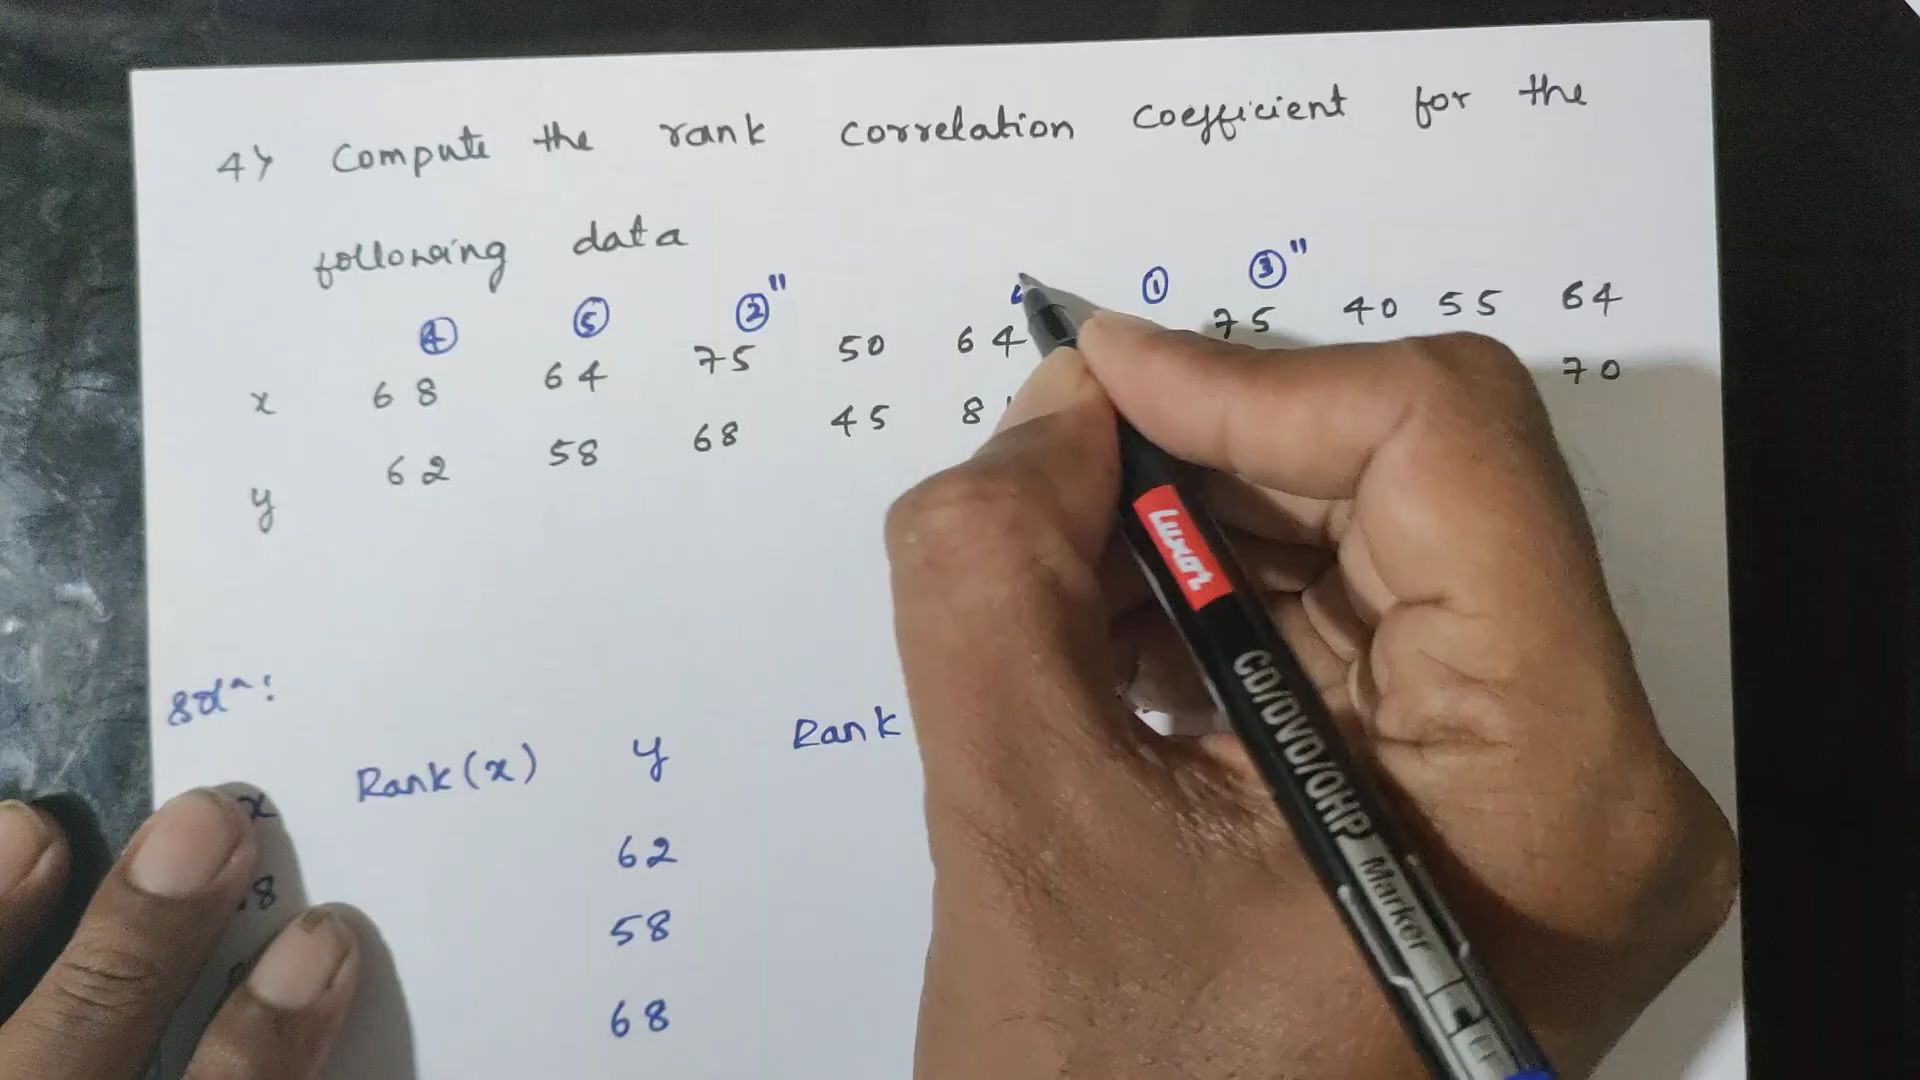 4) Compute the rank correlation coefficient for the
following data
4 5 2 " 1 3 "
x 68 64 75 50 64 75 40 55 64
y 62 58 68 45 8 70
Soln:
x Rank(x) y Rank
8 62
58
68
Luxor
CD/DVD/OHP Marker